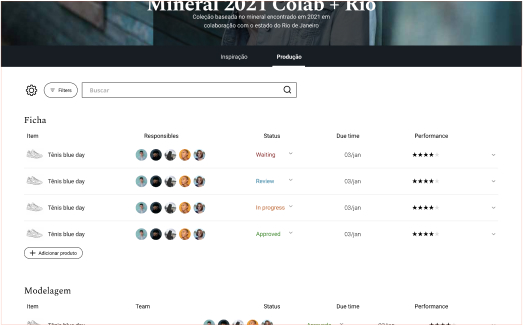 Mineral 2021 Colab + Rio
Coleção baseada no mineral encontrado em 2021 em
colaboração com o estado do Rio de Janeiro
Inspiração Produção
Filters Buscar
Ficha
Item Responsibles Status Due time Performance
Tênis blue day Waiting 03/jan ★★★★☆
Tênis blue day Review 03/jan ★★★★☆
Tênis blue day In progress 03/jan ★★★★☆
Tênis blue day Approved 03/jan ★★★★☆
+ Adicionar produto
Modelagem
Item Team Status Due time Performance
Tênis blue day Approved 03/jan ★★★★☆